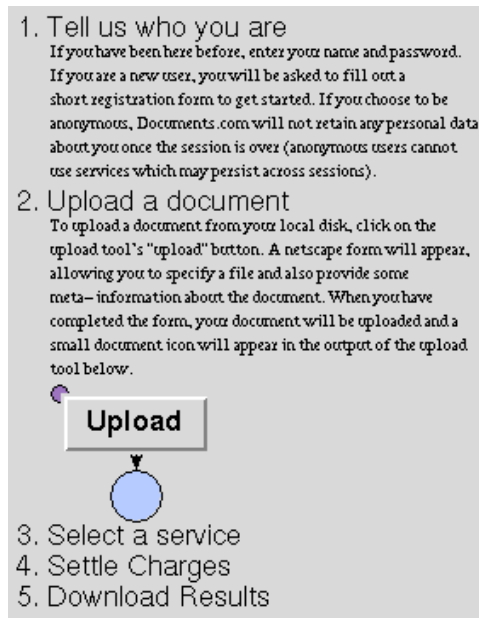 1. Tell us who you are
If you have been here before, enter your name and password.
If you are a new user, you will be asked to fill out a
short registration form to get started. If you choose to be
anonymous, Documents.com will not retain any personal data
about you once the session is over (anonymous users cannot
use services which may persist across sessions).
2. Upload a document
To upload a document from your local disk, click on the
upload tool's "upload" button. A netscape form will appear,
allowing you to specify a file and also provide some
meta- information about the document. When you have
completed the form, your document will be uploaded and a
small document icon will appear in the output of the upload
tool below.
Upload
3. Select a service
4. Settle Charges
5. Download Results